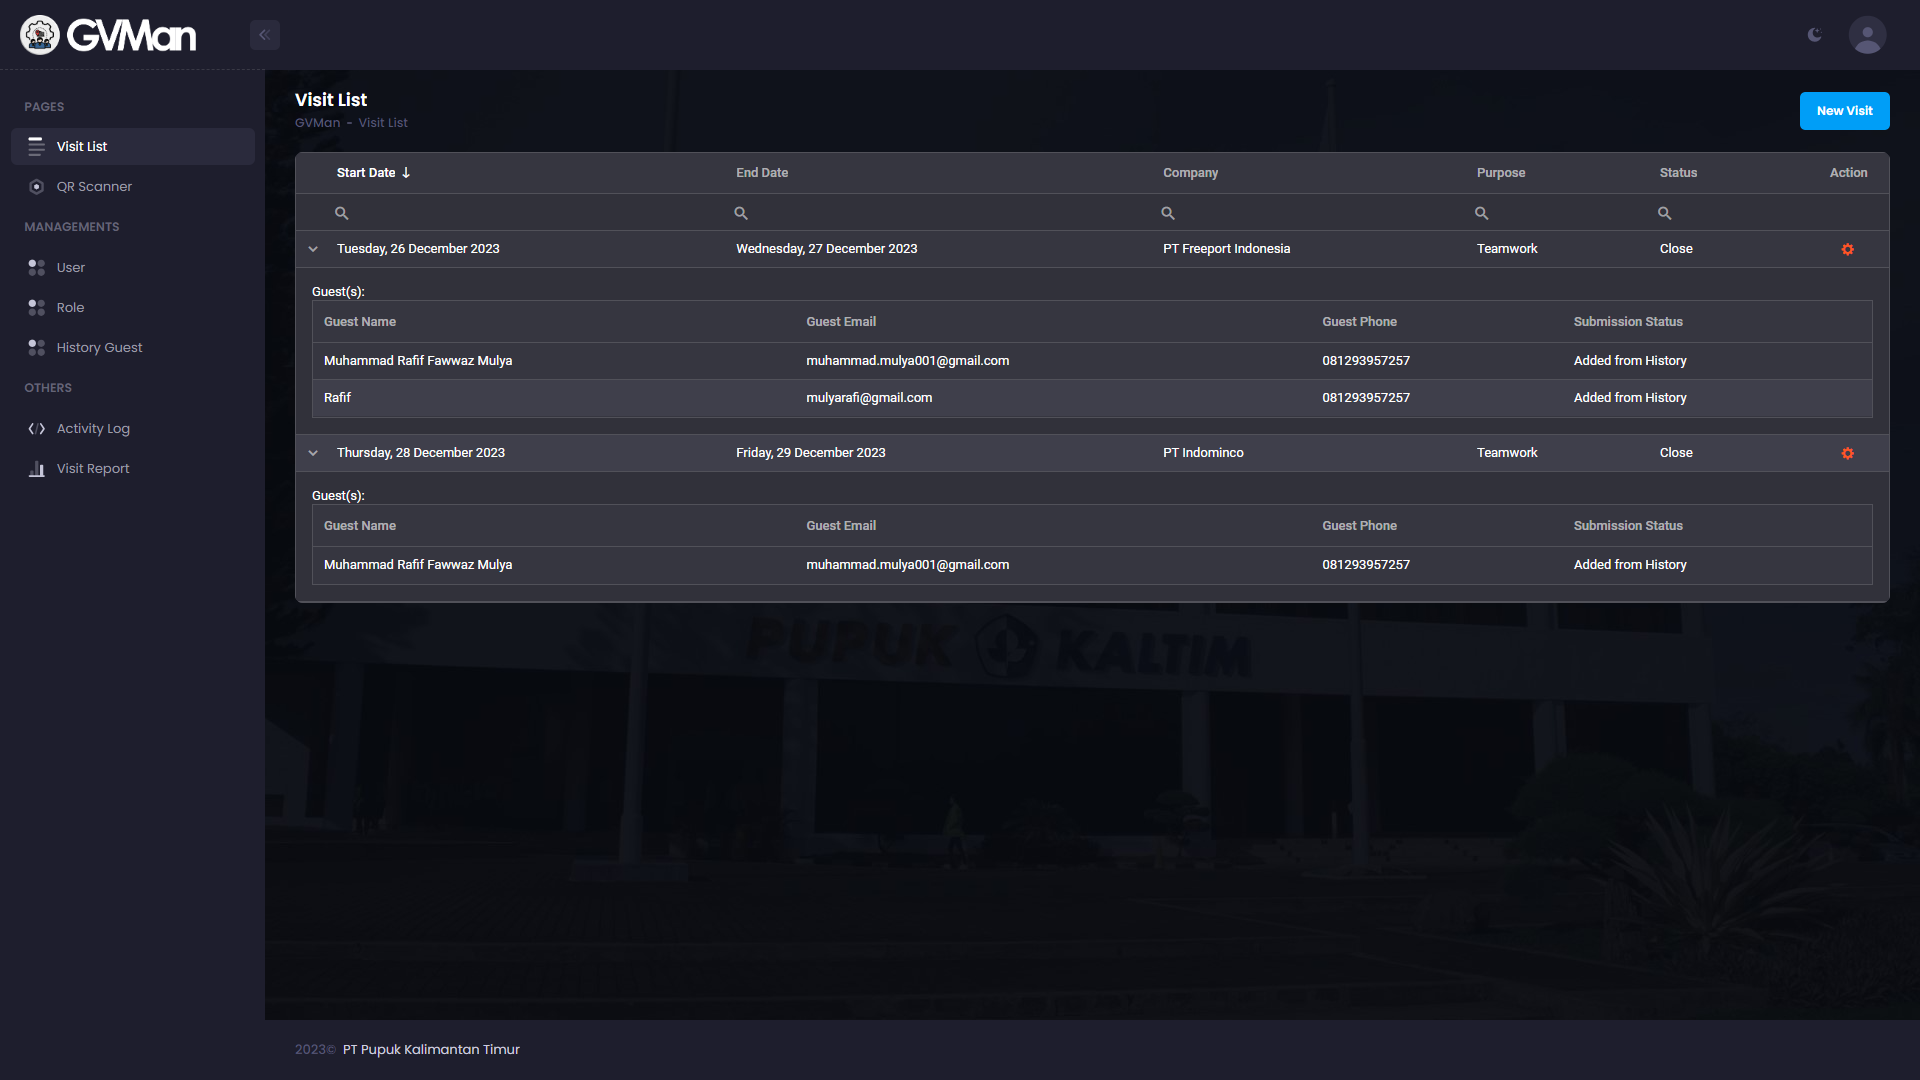 GVMan
PAGES
Visit List
QR Scanner
MANAGEMENTS
User
Role
History Guest
OTHERS
Activity Log
Visit Report
Visit List
GVMan - Visit List
New Visit
Start Date End Date Company Purpose Status Action
Tuesday, 26 December 2023 Wednesday, 27 December 2023 PT Freeport Indonesia Teamwork Close
Guest(s):
Guest Name Guest Email Guest Phone Submission Status
Muhammad Rafif Fawwaz Mulya muhammad.mulya001@gmail.com 081293957257 Added from History
Rafif mulyarafi@gmail.com 081293957257 Added from History
Thursday, 28 December 2023 Friday, 29 December 2023 PT Indominco Teamwork Close
Guest(s):
Guest Name Guest Email Guest Phone Submission Status
Muhammad Rafif Fawwaz Mulya muhammad.mulya001@gmail.com 081293957257 Added from History
PUPUK KALTIM
2023© PT Pupuk Kalimantan Timur